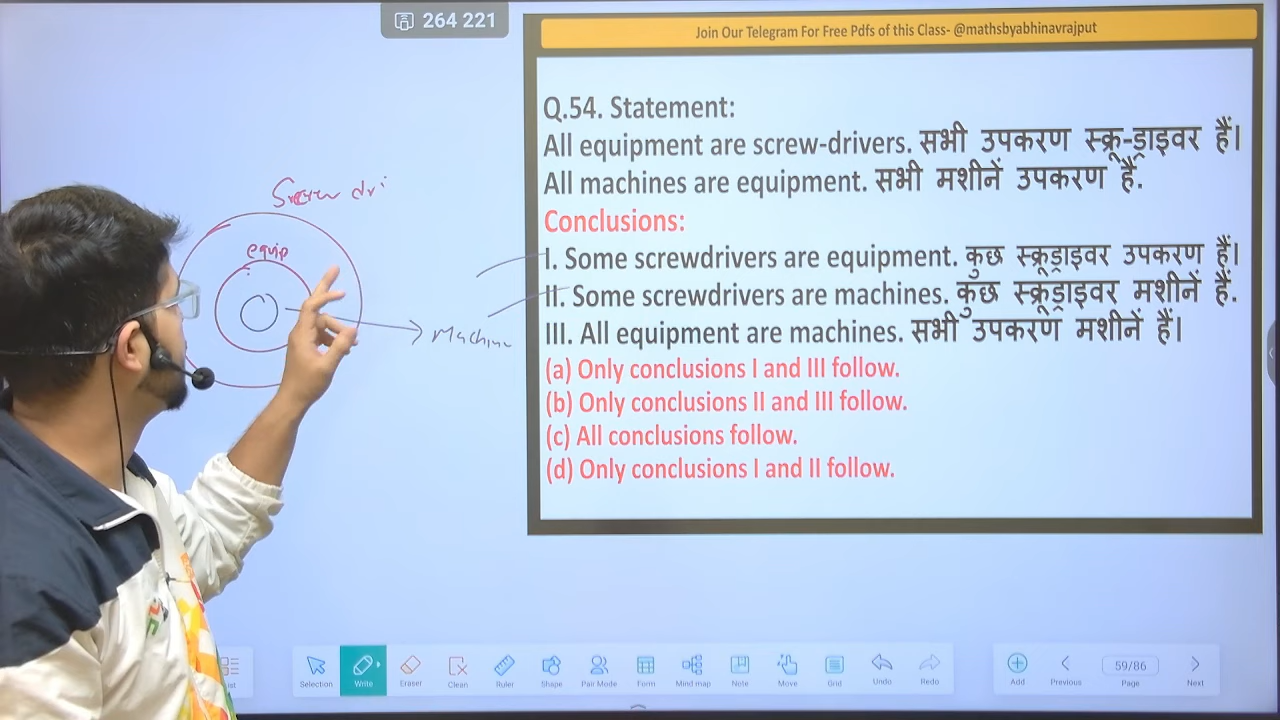 264 221
Join Our Telegram For Free Pdfs of this Class- @mathsbyabhinavrajput
Q.54. Statement:
All equipment are screw-drivers. सभी उपकरण स्क्रू-ड्राइवर हैं।
All machines are equipment. सभी मशीनें उपकरण हैं.
Conclusions:
I. Some screwdrivers are equipment. कुछ स्क्रूड्राइवर उपकरण हैं।
II. Some screwdrivers are machines. कुछ स्क्रूड्राइवर मशीनें हैं.
III. All equipment are machines. सभी उपकरण मशीनें हैं।
(a) Only conclusions I and III follow.
(b) Only conclusions II and III follow.
(c) All conclusions follow.
(d) Only conclusions I and II follow.
Screw dri
equip
Machine
Selection
Write
Eraser
Clean
Ruler
Shape
Pair Mode
Form
Mind map
Note
Move
Grid
Undo
Redo
Add
Previous
59/86
Page
Next